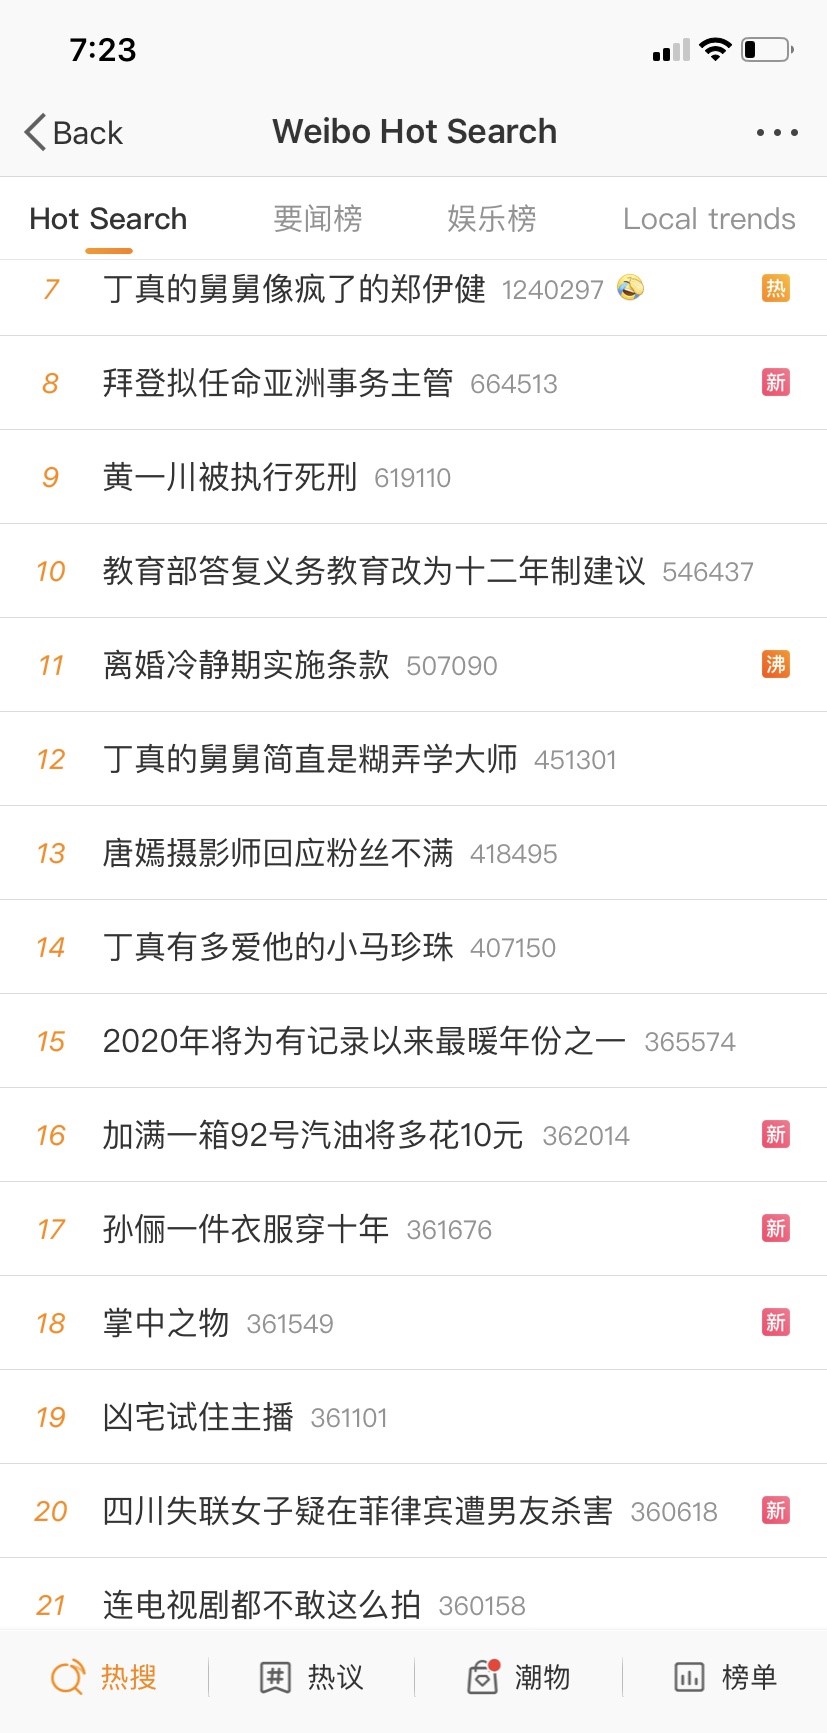 7:23
Back
Weibo Hot Search
Hot Search 要闻榜 娱乐榜 Local trends
7 丁真的舅舅像疯了的郑伊健 1240297 热
8 拜登拟任命亚洲事务主管 664513 新
9 黄一川被执行死刑 619110
10 教育部答复义务教育改为十二年制建议 546437
11 离婚冷静期实施条款 507090 沸
12 丁真的舅舅简直是糊弄学大师 451301
13 唐嫣摄影师回应粉丝不满 418495
14 丁真有多爱他的小马珍珠 407150
15 2020年将为有记录以来最暖年份之一 365574
16 加满一箱92号汽油将多花10元 362014 新
17 孙俪一件衣服穿十年 361676 新
18 掌中之物 361549 新
19 凶宅试住主播 361101
20 四川失联女子疑在菲律宾遭男友杀害 360618 新
21 连电视剧都不敢这么拍 360158
热搜 热议 潮物 榜单